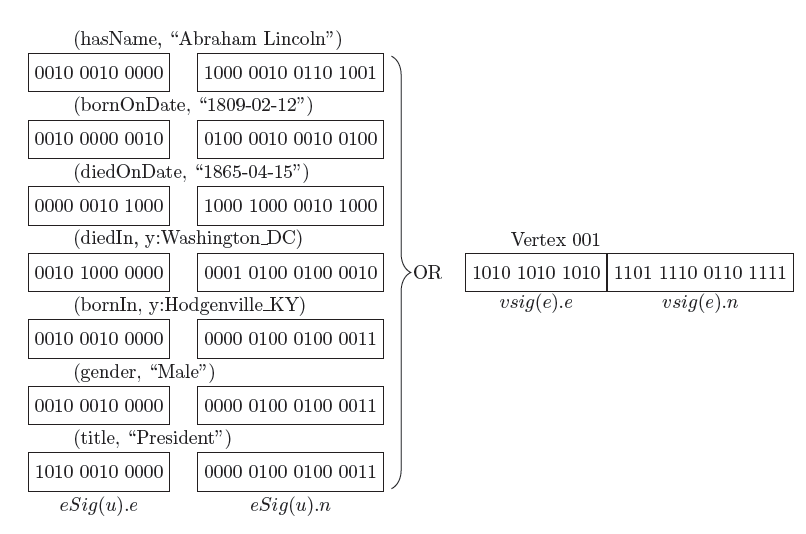 (hasName, “Abraham Lincoln”)
0010 0010 0000 1000 0010 0110 1001
(bornOnDate, “1809-02-12”)
0010 0000 0010 0100 0010 0010 0100
(diedOnDate, “1865-04-15”)
0000 0010 1000 1000 1000 0010 1000
(diedIn, y:Washington_DC)
0010 1000 0000 0001 0100 0100 0010
(bornIn, y:Hodgenville_KY)
0010 0010 0000 0000 0100 0100 0011
(gender, “Male”)
0010 0010 0000 0000 0100 0100 0011
(title, “President”)
1010 0010 0000 0000 0100 0100 0011
eSig(u).e eSig(u).n
OR
Vertex 001
1010 1010 1010 1101 1110 0110 1111
vsig(e).e vsig(e).n